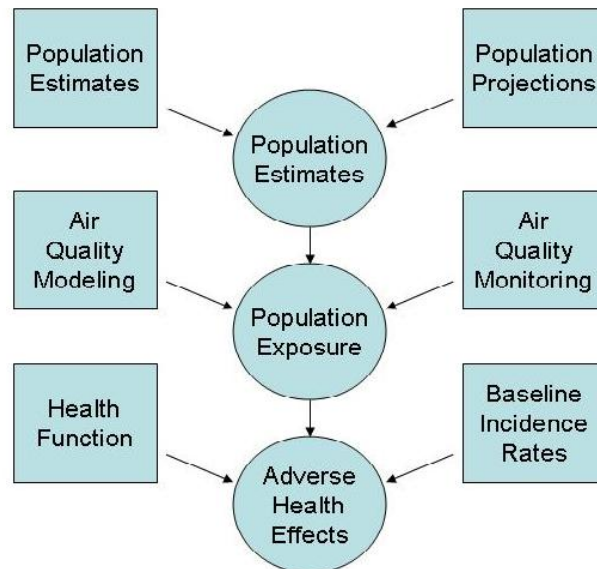 Population
Estimates
Population
Projections
Population
Estimates
Air
Quality
Modeling
Air
Quality
Monitoring
Population
Exposure
Health
Function
Baseline
Incidence
Rates
Adverse
Health
Effects